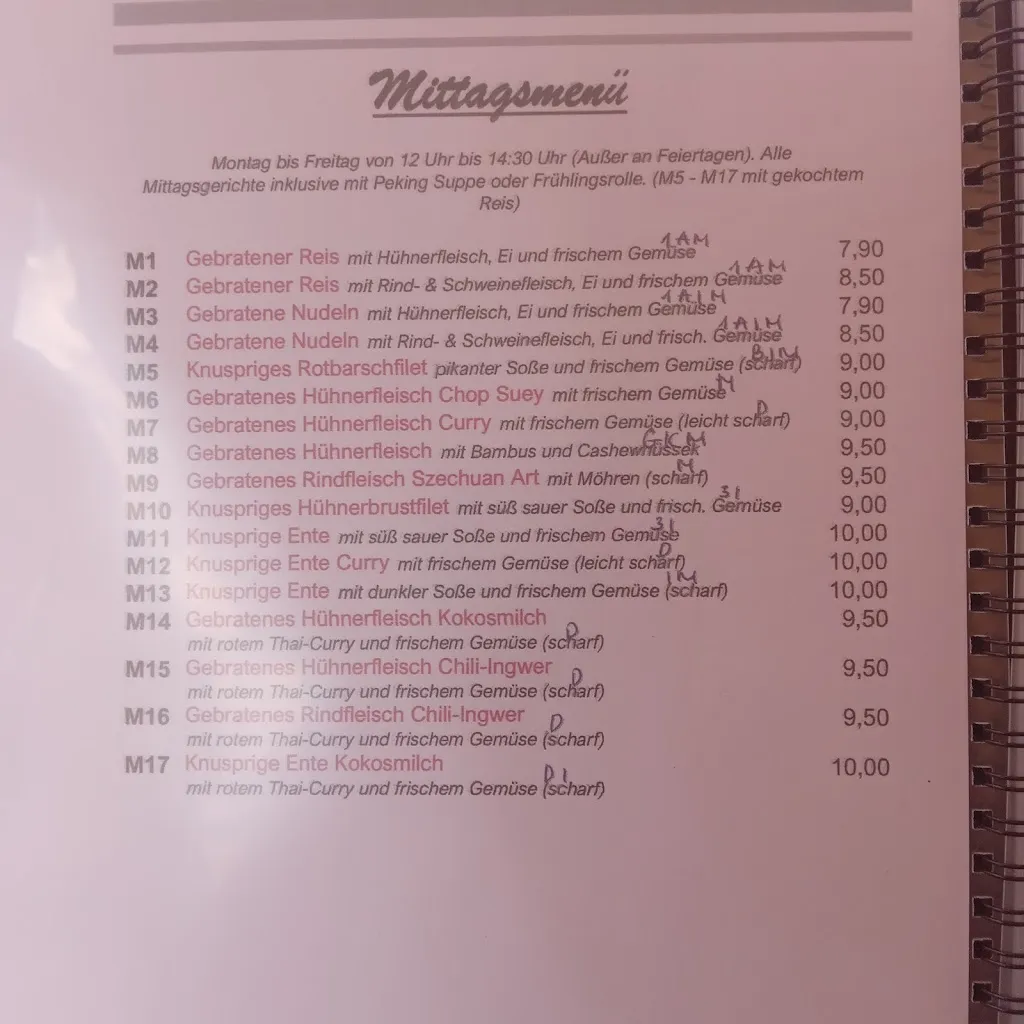 Mittagsmenü
Montag bis Freitag von 12 Uhr bis 14:30 Uhr (Außer an Feiertagen). Alle
Mittagsgerichte inklusive mit Peking Suppe oder Frühlingsrolle. (M5 - M17 mit gekochtem
Reis)
M1 Gebratener Reis mit Hühnerfleisch, Ei und frischem Gemüse 1AM 7,90
M2 Gebratener Reis mit Rind- & Schweinefleisch, Ei und frischem Gemüse 1AM 8,50
M3 Gebratene Nudeln mit Hühnerfleisch, Ei und frischem Gemüse 7,90
M4 Gebratene Nudeln mit Rind- & Schweinefleisch, Ei und frisch. Gemüse 8,50
M5 Knuspriges Rotbarschfilet pikanter Soße und frischem Gemüse (scharf) 9,00
M6 Gebratenes Hühnerfleisch Chop Suey mit frischem Gemüse M 9,00
M7 Gebratenes Hühnerfleisch Curry mit frischem Gemüse (leicht scharf) D 9,00
M8 Gebratenes Hühnerfleisch mit Bambus und Cashewnüssek GKM 9,50
M9 Gebratenes Rindfleisch Szechuan Art mit Möhren (scharf) M 9,50
M10 Knuspriges Hühnerbrustfilet mit süß sauer Soße und frisch. Gemüse 9,00
M11 Knusprige Ente mit süß sauer Soße und frischem Gemüse 10,00
M12 Knusprige Ente Curry mit frischem Gemüse (leicht scharf) D 10,00
M13 Knusprige Ente mit dunkler Soße und frischem Gemüse (scharf) 10,00
M14 Gebratenes Hühnerfleisch Kokosmilch 9,50
mit rotem Thai-Curry und frischem Gemüse (scharf) D
M15 Gebratenes Hühnerfleisch Chili-Ingwer 9,50
mit rotem Thai-Curry und frischem Gemüse (scharf) D
M16 Gebratenes Rindfleisch Chili-Ingwer 9,50
mit rotem Thai-Curry und frischem Gemüse (scharf) D
M17 Knusprige Ente Kokosmilch 10,00
mit rotem Thai-Curry und frischem Gemüse (scharf)